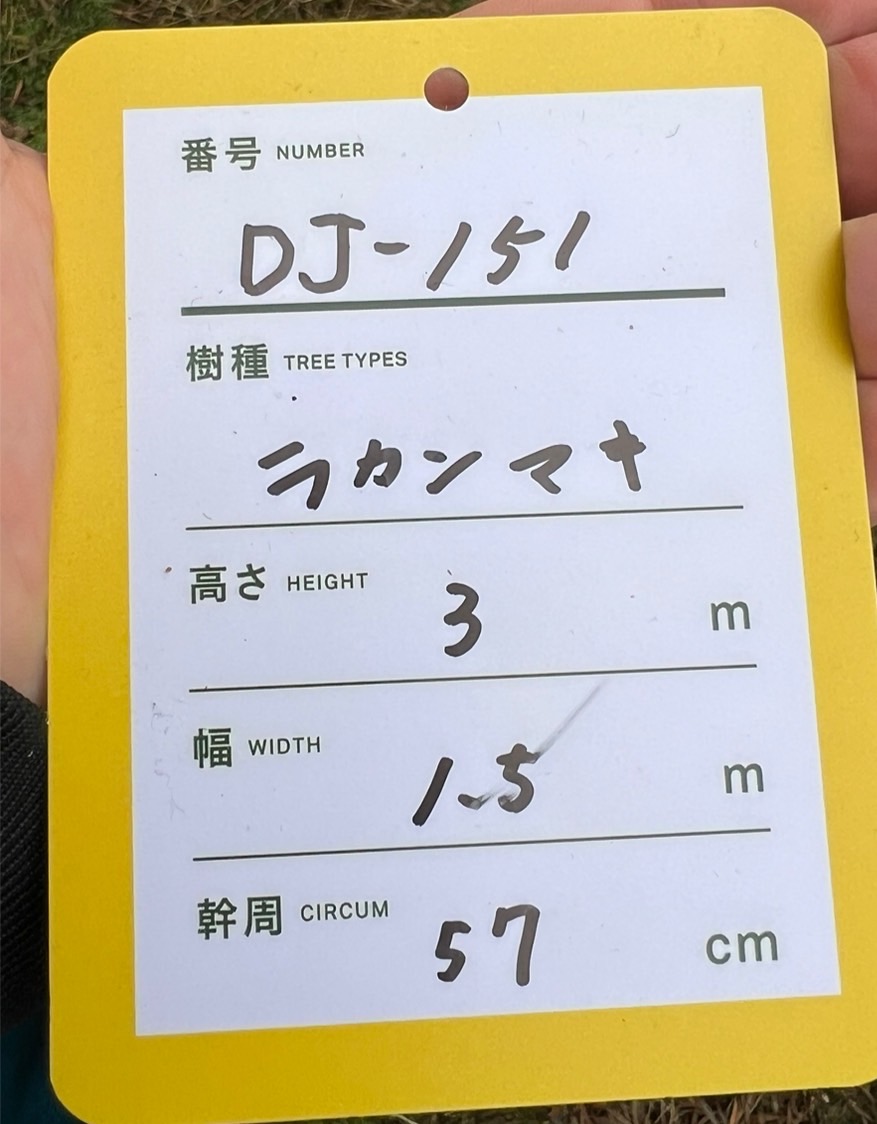 番号 NUMBER
DJ-151
樹種 TREE TYPES
ラカンマキ
高さ HEIGHT 3 m
幅 WIDTH 1.5 m
幹周 CIRCUM 57 cm